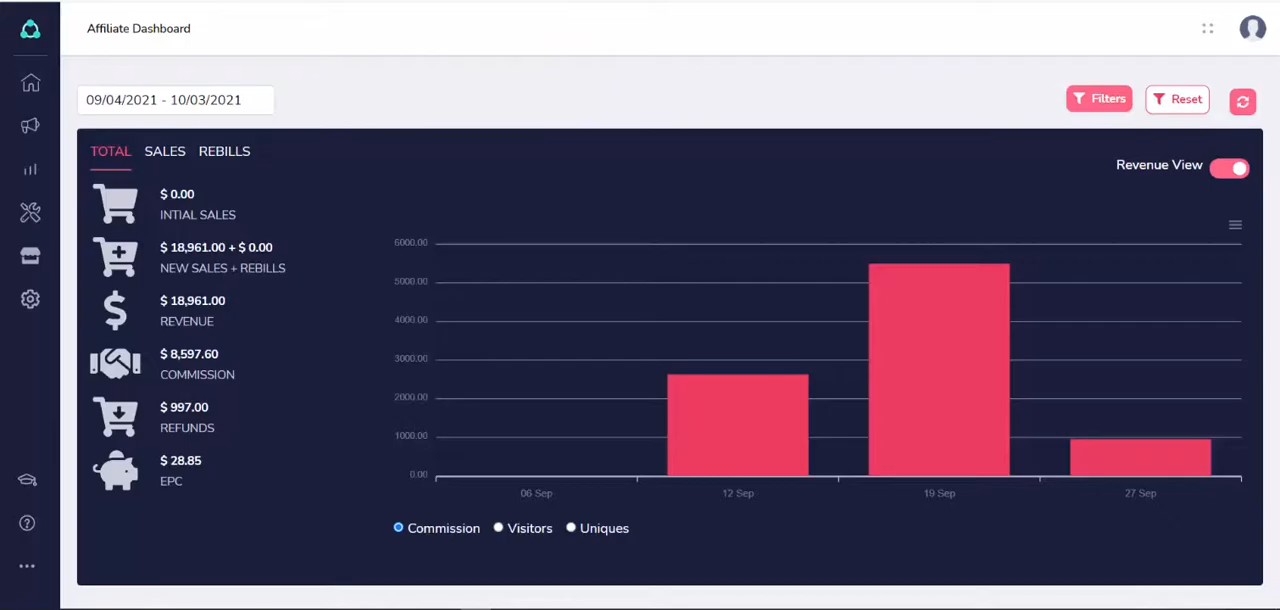 Affiliate Dashboard
09/04/2021 - 10/03/2021
Filters
Reset
TOTAL SALES REBILLS
Revenue View
$ 0.00
INTIAL SALES
$ 18,961.00 + $ 0.00
NEW SALES + REBILLS
$ 18,961.00
REVENUE
$ 8,597.60
COMMISSION
$ 997.00
REFUNDS
$ 28.85
EPC
6000.00
5000.00
4000.00
3000.00
2000.00
1000.00
0.00
06 Sep 12 Sep 19 Sep 27 Sep
Commission Visitors Uniques